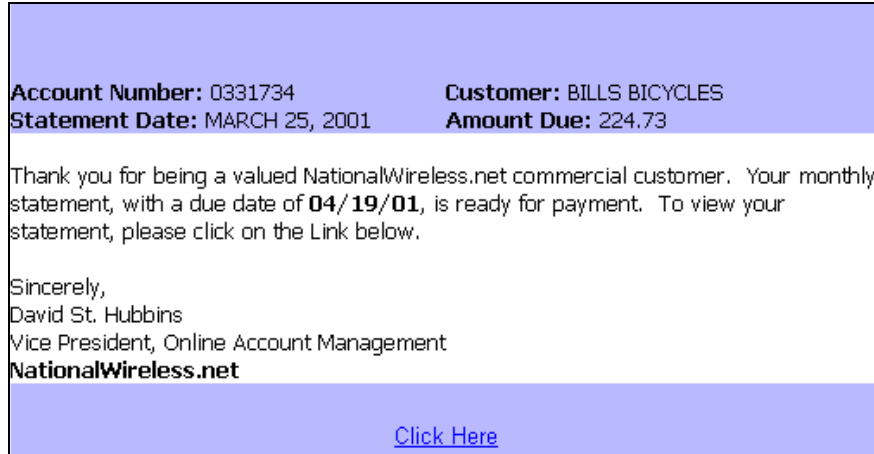 Account Number: 0331734 Customer: BILLS BICYCLES
Statement Date: MARCH 25, 2001 Amount Due: 224.73
Thank you for being a valued NationalWireless.net commercial customer. Your monthly
statement, with a due date of 04/19/01, is ready for payment. To view your
statement, please click on the Link below.
Sincerely,
David St. Hubbins
Vice President, Online Account Management
NationalWireless.net
Click Here